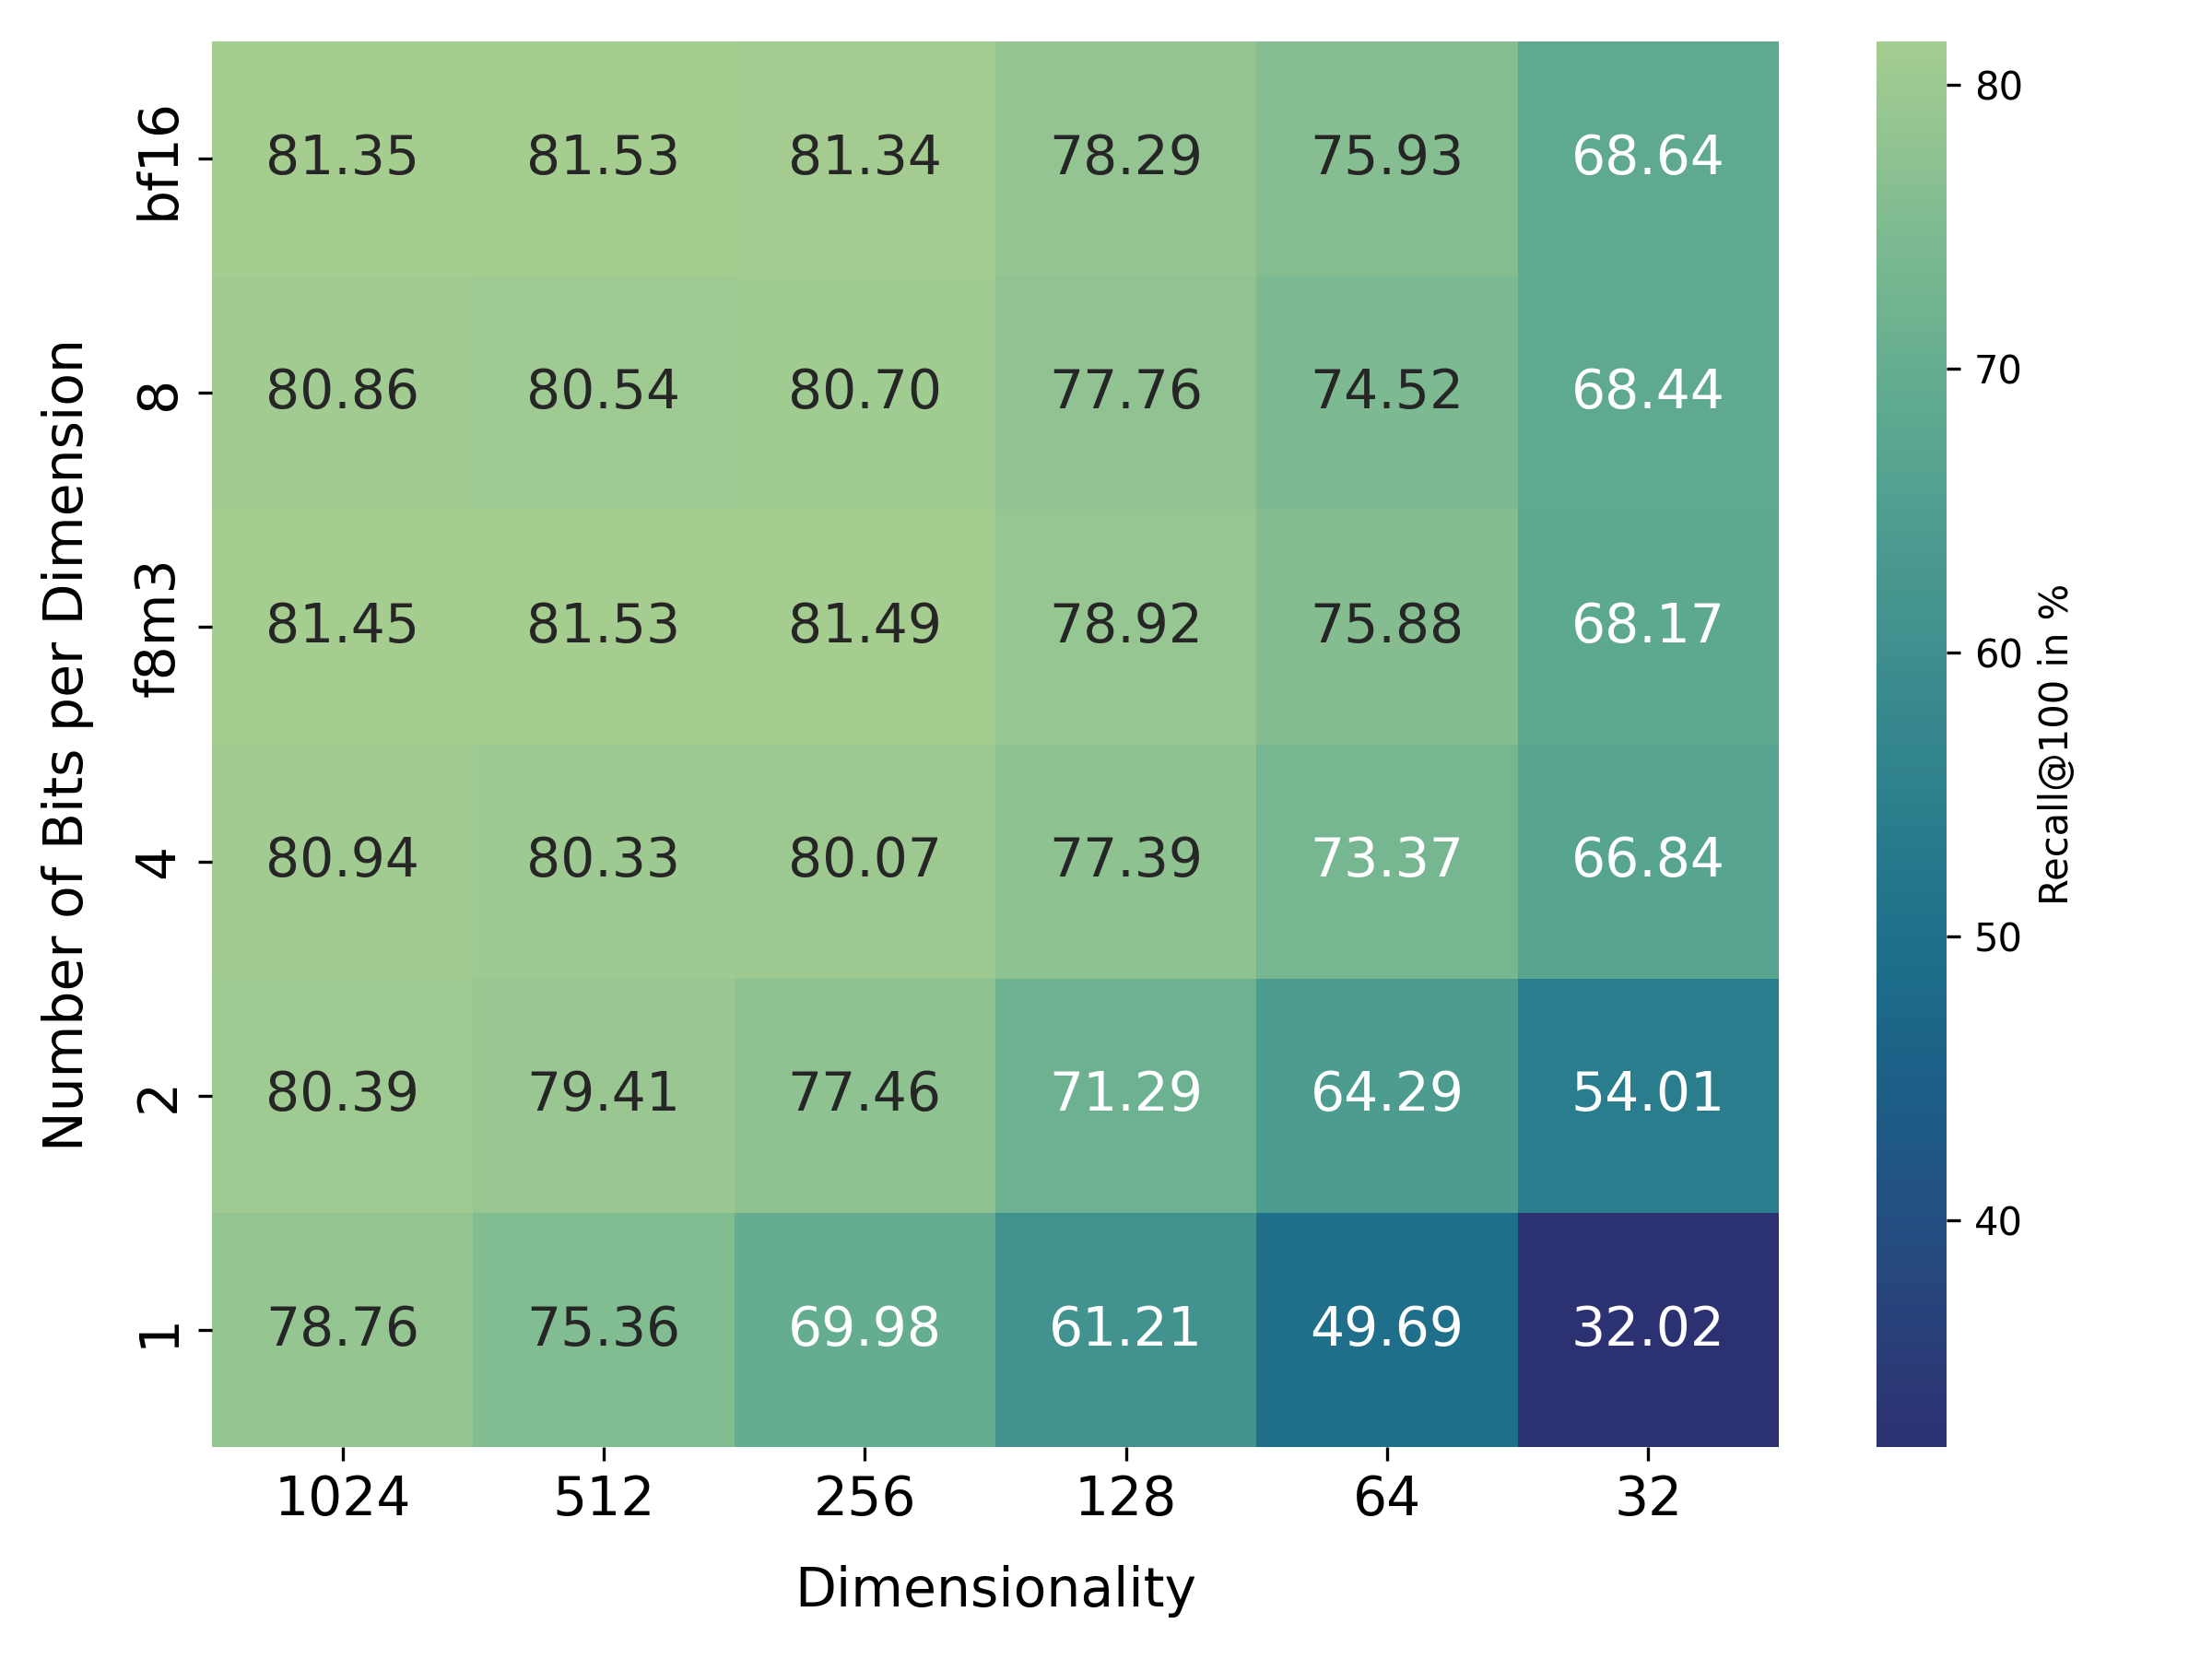 Number of Bits per Dimension
bf16 81.35 81.53 81.34 78.29 75.93 68.64
8 80.86 80.54 80.70 77.76 74.52 68.44
f8m3 81.45 81.53 81.49 78.92 75.88 68.17
4 80.94 80.33 80.07 77.39 73.37 66.84
2 80.39 79.41 77.46 71.29 64.29 54.01
1 78.76 75.36 69.98 61.21 49.69 32.02
1024 512 256 128 64 32
Dimensionality
80
70
60
50
40
Recall@100 in %